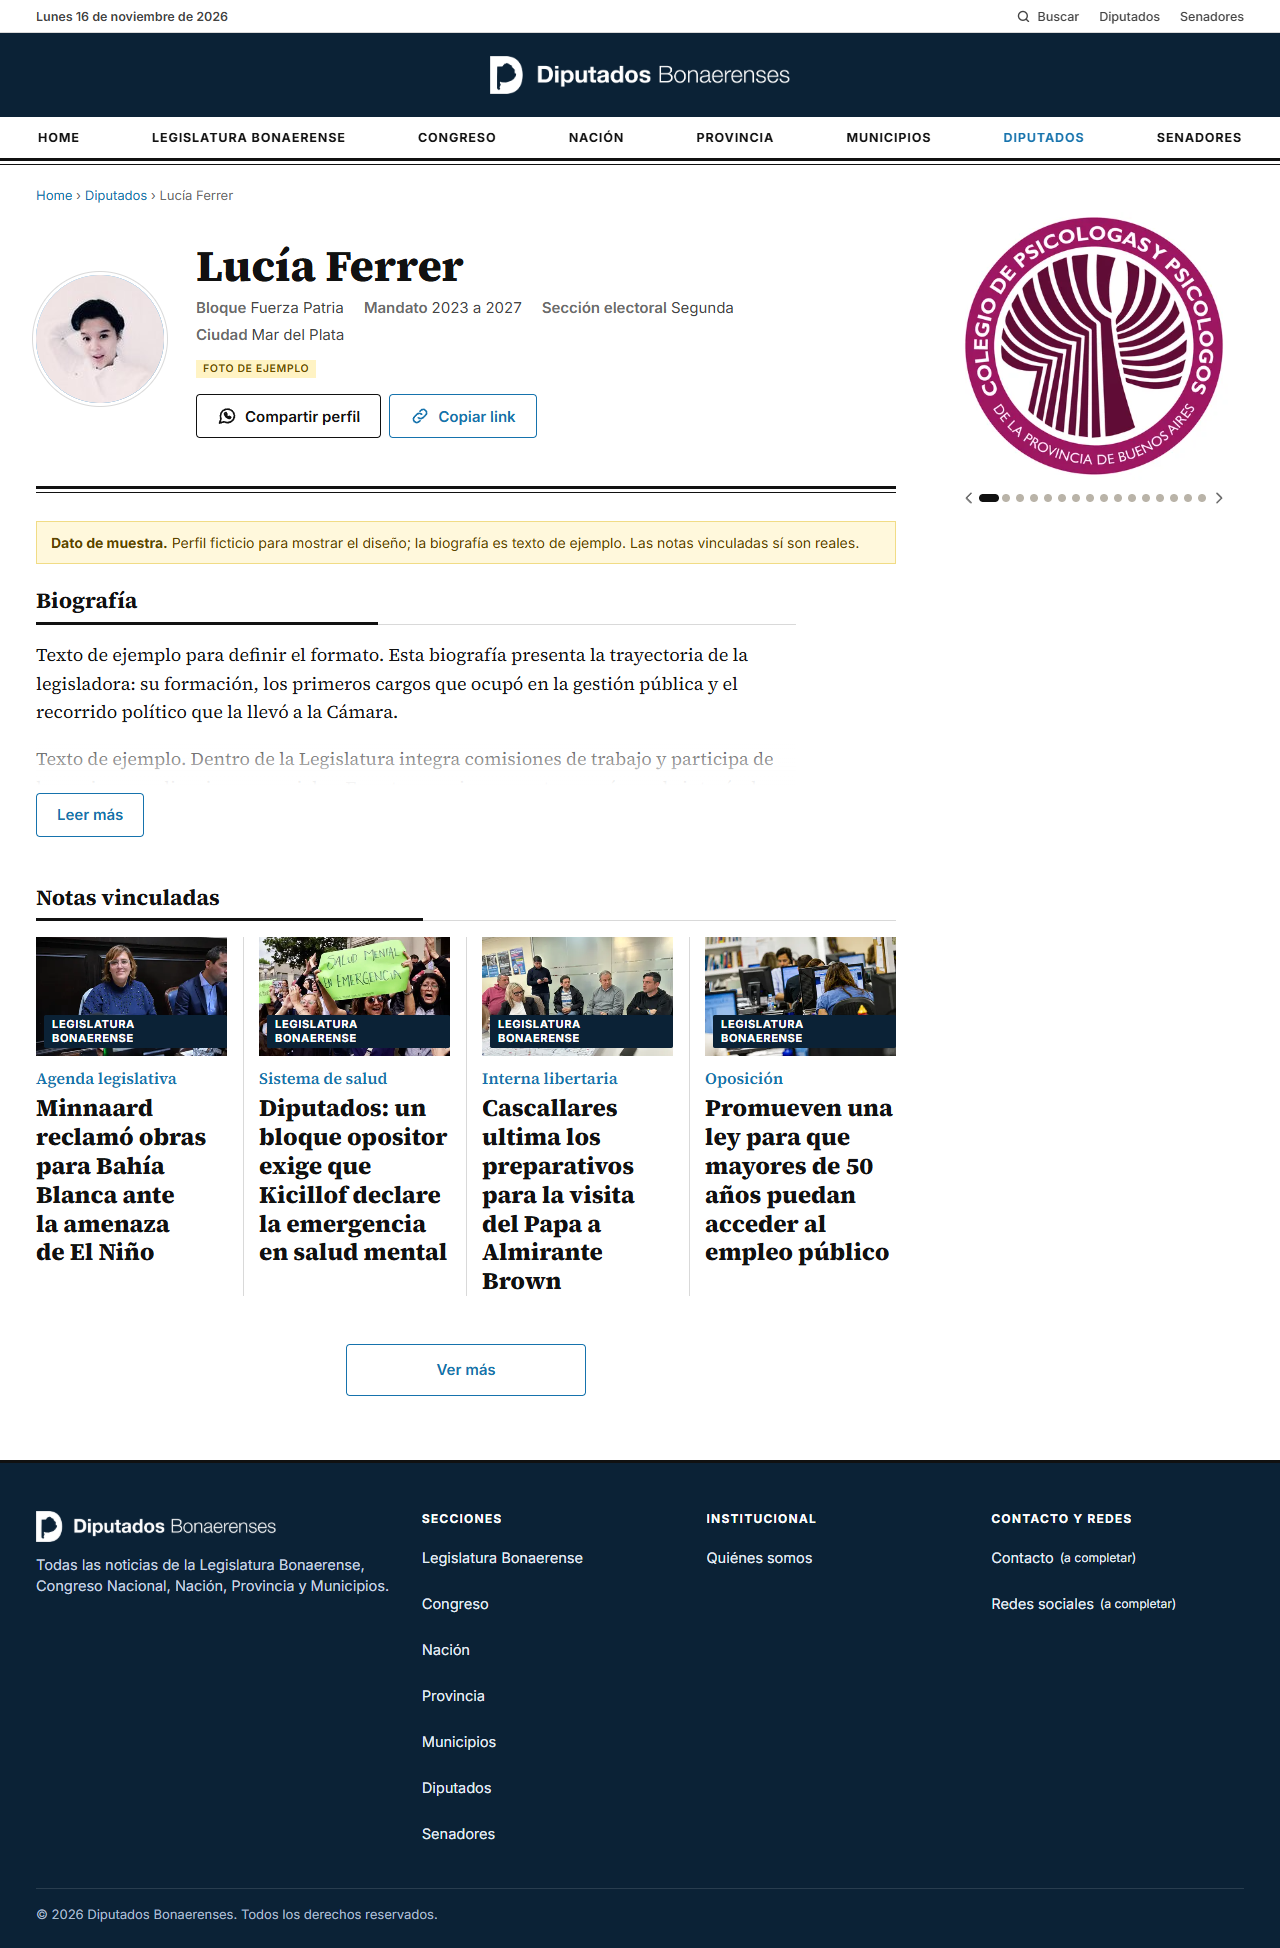 Lunes 16 de noviembre de 2026
Buscar Diputados Senadores
Diputados Bonaerenses
HOME LEGISLATURA BONAERENSE CONGRESO NACIÓN PROVINCIA MUNICIPIOS DIPUTADOS SENADORES
Home › Diputados › Lucía Ferrer
Lucía Ferrer
Bloque Fuerza Patria Mandato 2023 a 2027 Sección electoral Segunda
Ciudad Mar del Plata
FOTO DE EJEMPLO
Compartir perfil Copiar link
COLEGIO DE PSICOLOGAS Y PSICOLOGOS
DE LA PROVINCIA DE BUENOS AIRES
Dato de muestra. Perfil ficticio para mostrar el diseño; la biografía es texto de ejemplo. Las notas vinculadas sí son reales.
Biografía
Texto de ejemplo para definir el formato. Esta biografía presenta la trayectoria de la
legisladora: su formación, los primeros cargos que ocupó en la gestión pública y el
recorrido político que la llevó a la Cámara.
Texto de ejemplo. Dentro de la Legislatura integra comisiones de trabajo y participa de
Leer más
Notas vinculadas
SALUD MENTAL
EN EMERGENCIA
LEGISLATURA
BONAERENSE
Agenda legislativa
Minnaard
reclamó obras
para Bahía
Blanca ante
la amenaza
de El Niño
LEGISLATURA
BONAERENSE
Sistema de salud
Diputados: un
bloque opositor
exige que
Kicillof declare
la emergencia
en salud mental
LEGISLATURA
BONAERENSE
Interna libertaria
Cascallares
ultima los
preparativos
para la visita
del Papa a
Almirante
Brown
LEGISLATURA
BONAERENSE
Oposición
Promueven una
ley para que
mayores de 50
años puedan
acceder al
empleo público
Ver más
Diputados Bonaerenses
Todas las noticias de la Legislatura Bonaerense,
Congreso Nacional, Nación, Provincia y Municipios.
SECCIONES
Legislatura Bonaerense
Congreso
Nación
Provincia
Municipios
Diputados
Senadores
INSTITUCIONAL
Quiénes somos
CONTACTO Y REDES
Contacto (a completar)
Redes sociales (a completar)
© 2026 Diputados Bonaerenses. Todos los derechos reservados.